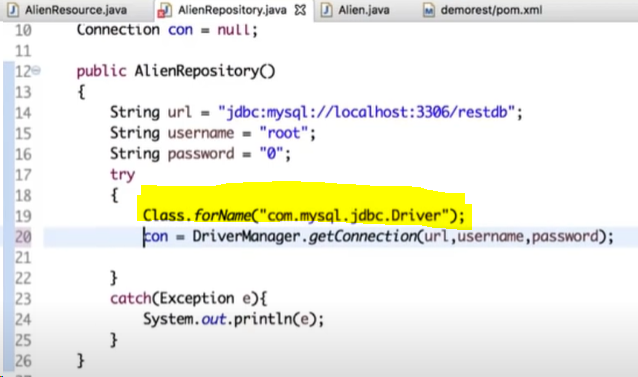 AlienResource.java AlienRepository.java Alien.java demorest/pom.xml
10 Connection con = null;
11
12 public AlienRepository()
13 {
14 String url = "jdbc:mysql://localhost:3306/restdb";
15 String username = "root";
16 String password = "0";
17 try
18 {
19 Class.forName("com.mysql.jdbc.Driver");
20 con = DriverManager.getConnection(url,username,password);
21
22 }
23 catch(Exception e){
24 System.out.println(e);
25 }
26 }